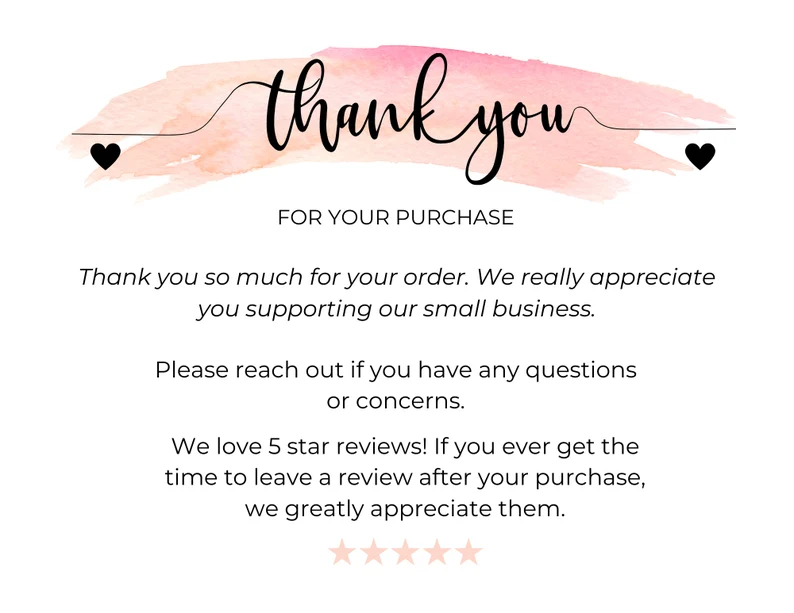 thank you
FOR YOUR PURCHASE
Thank you so much for your order. We really appreciate
you supporting our small business.
Please reach out if you have any questions
or concerns.
We love 5 star reviews! If you ever get the
time to leave a review after your purchase,
we greatly appreciate them.